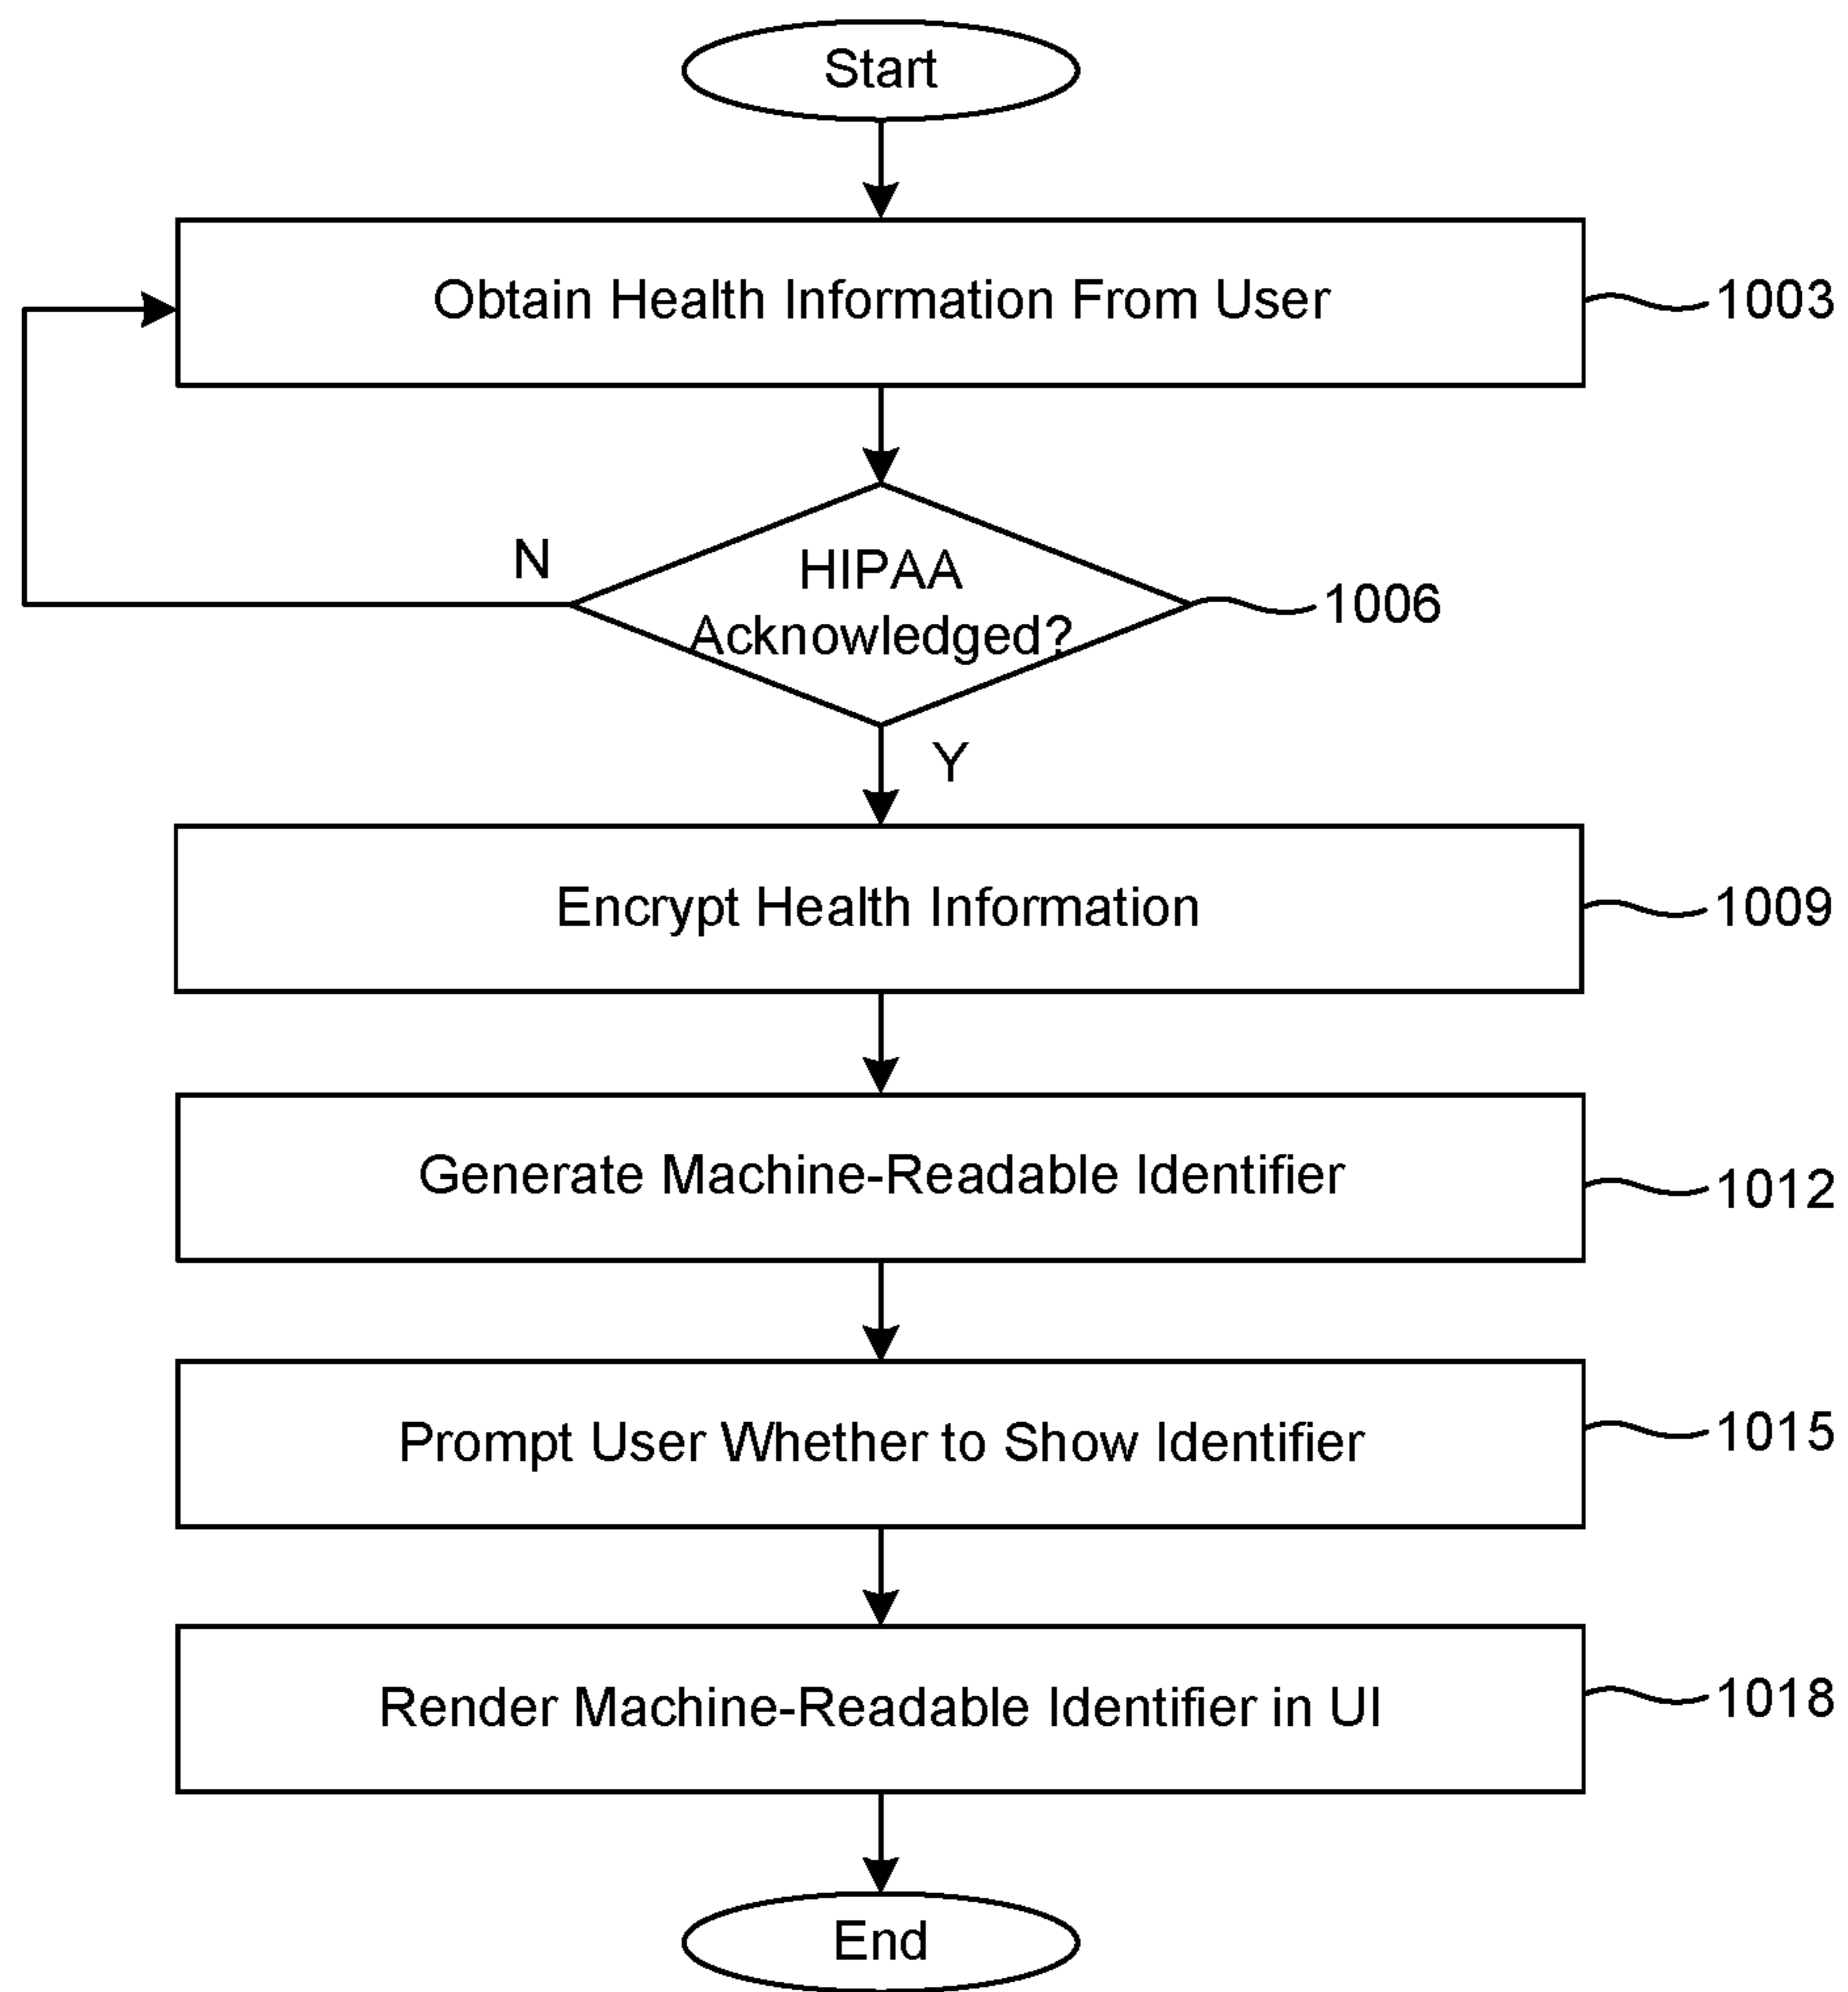 Start
Obtain Health Information From User
1003
N
HIPAA
Acknowledged?
1006
Y
Encrypt Health Information
1009
Generate Machine-Readable Identifier
1012
Prompt User Whether to Show Identifier
1015
Render Machine-Readable Identifier in UI
1018
End